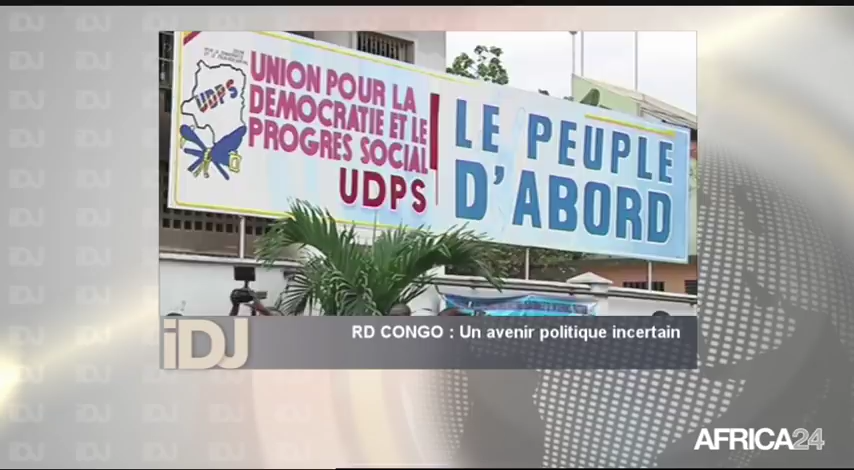 UDPS
UNION POUR LA
DEMOCRATIE ET LE
PROGRES SOCIAL
UDPS
LE PEUPLE
D'ABORD
iDJ
RD CONGO : Un avenir politique incertain
AFRICA24